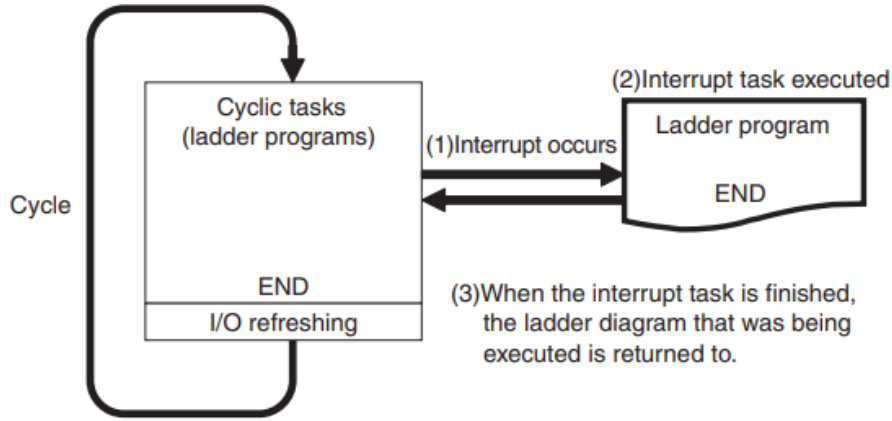 (2)Interrupt task executed
Cyclic tasks
(ladder programs)
Ladder program
(1)Interrupt occurs
END
Cycle
END
I/O refreshing
(3)When the interrupt task is finished,
the ladder diagram that was being
executed is returned to.